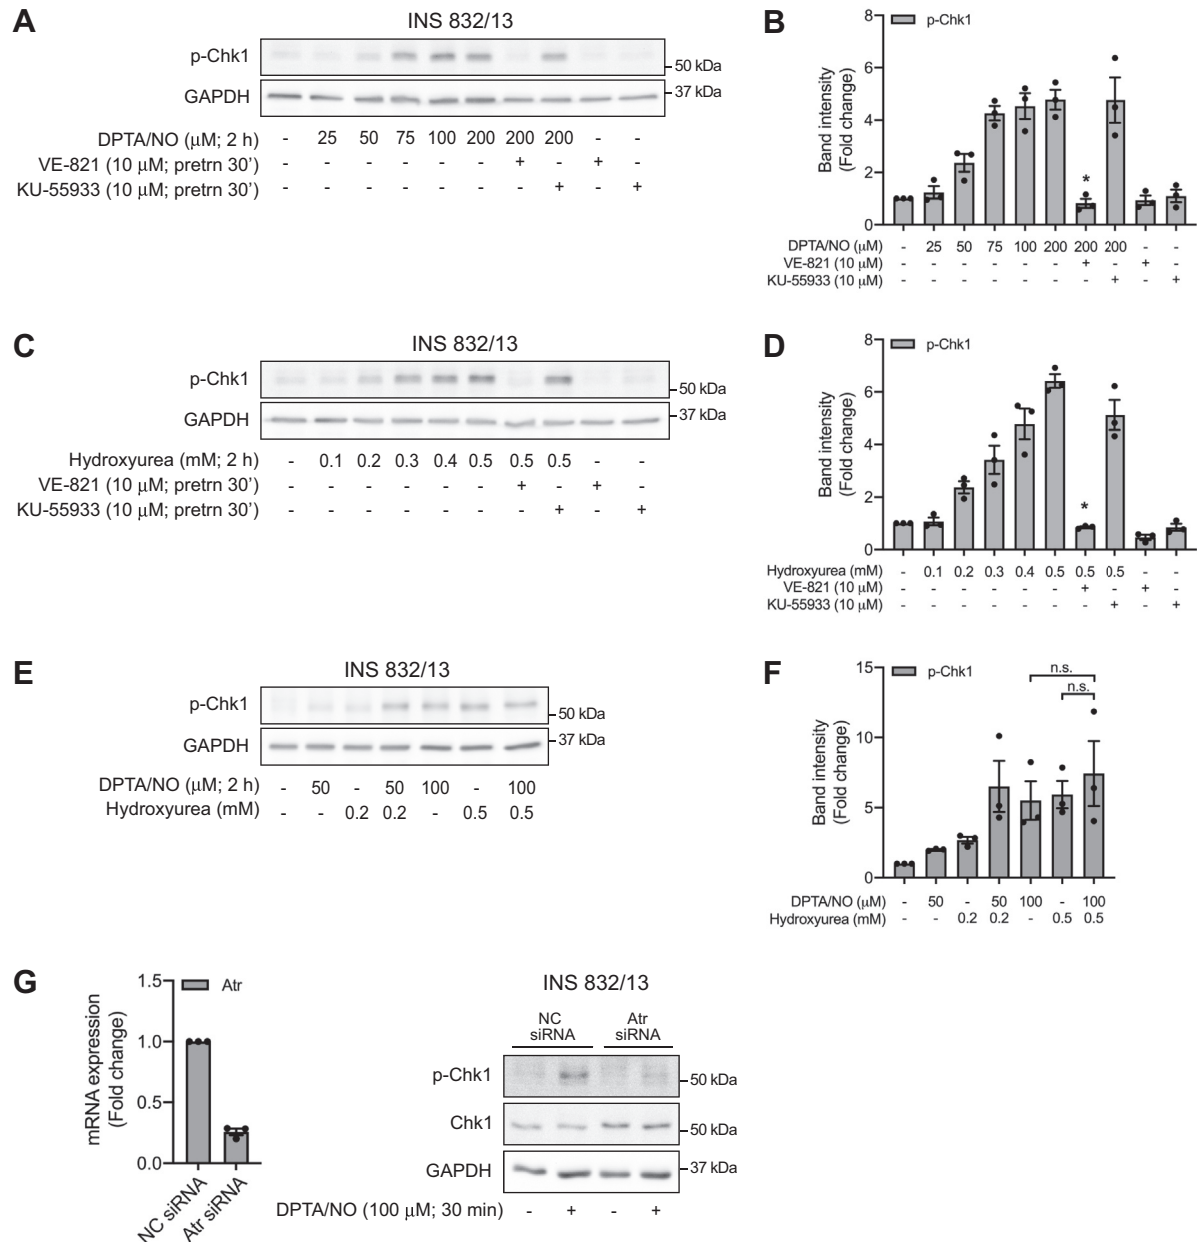 A
INS 832/13
p-Chk1
50 kDa
GAPDH
37 kDa
DPTA/NO (μM; 2 h) - 25 50 75 100 200 200 200 - -
VE-821 (10 μM; pretrn 30’) - - - - - - + - + -
KU-55933 (10 μM; pretrn 30’) - - - - - - - + - +
B
p-Chk1
Band intensity
(Fold change)
8
6
4
2
0
*
DPTA/NO (μM) - 25 50 75 100 200 200 200 - -
VE-821 (10 μM) - - - - - - + - + -
KU-55933 (10 μM) - - - - - - - + - +
C
INS 832/13
p-Chk1
50 kDa
GAPDH
37 kDa
Hydroxyurea (mM; 2 h) - 0.1 0.2 0.3 0.4 0.5 0.5 0.5 - -
VE-821 (10 μM; pretrn 30’) - - - - - - + - + -
KU-55933 (10 μM; pretrn 30’) - - - - - - - + - +
D
p-Chk1
Band intensity
(Fold change)
8
6
4
2
0
*
Hydroxyurea (mM) - 0.1 0.2 0.3 0.4 0.5 0.5 0.5 - -
VE-821 (10 μM) - - - - - - + - + -
KU-55933 (10 μM) - - - - - - - + - +
E
INS 832/13
p-Chk1
50 kDa
GAPDH
37 kDa
DPTA/NO (μM; 2 h) - 50 - 50 100 - 100
Hydroxyurea (mM) - - 0.2 0.2 - 0.5 0.5
F
p-Chk1
n.s.
n.s.
Band intensity
(Fold change)
15
10
5
0
DPTA/NO (μM) - 50 - 50 100 - 100
Hydroxyurea (mM) - - 0.2 0.2 - 0.5 0.5
G
Atr
mRNA expression
(Fold change)
1.5
1.0
0.5
0.0
NC siRNA
Atr siRNA
INS 832/13
NC Atr
siRNA siRNA
p-Chk1
50 kDa
Chk1
50 kDa
GAPDH
37 kDa
DPTA/NO (100 μM; 30 min) - + - +